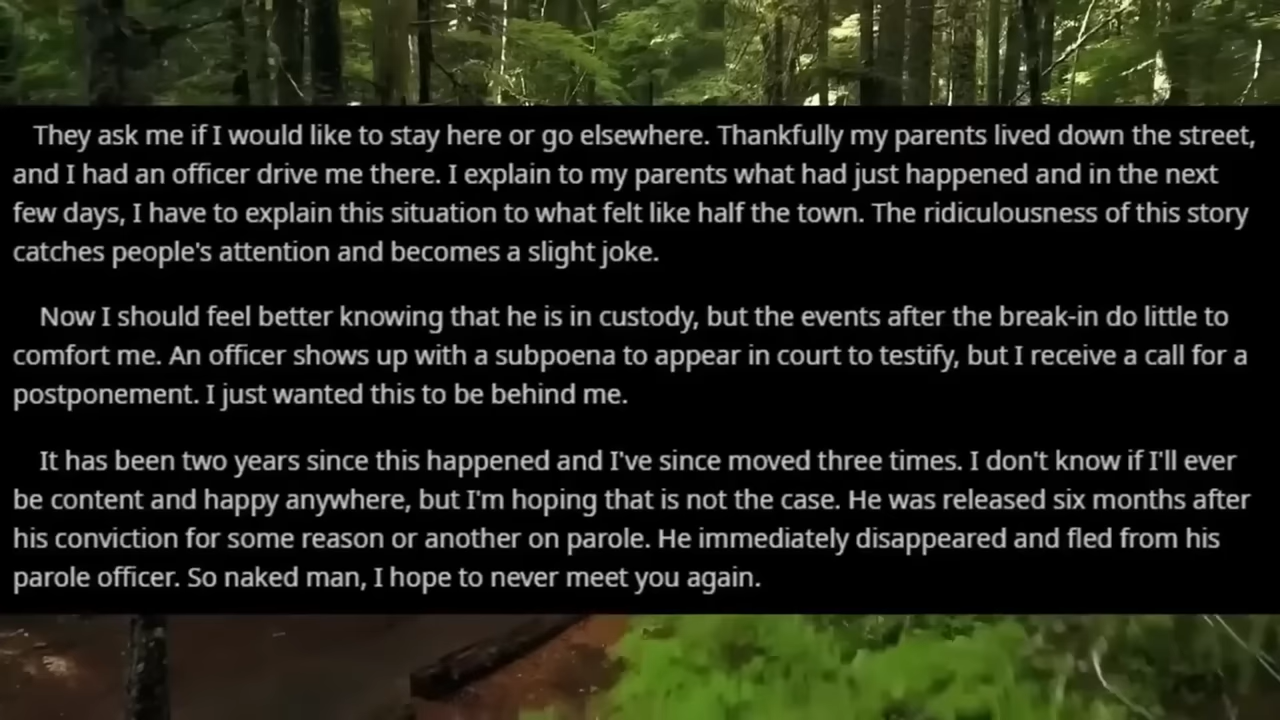 They ask me if I would like to stay here or go elsewhere. Thankfully my parents lived down the street,
and I had an officer drive me there. I explain to my parents what had just happened and in the next
few days, I have to explain this situation to what felt like half the town. The ridiculousness of this story
catches people's attention and becomes a slight joke.
Now I should feel better knowing that he is in custody, but the events after the break-in do little to
comfort me. An officer shows up with a subpoena to appear in court to testify, but I receive a call for a
postponement. I just wanted this to be behind me.
It has been two years since this happened and I've since moved three times. I don't know if I'll ever
be content and happy anywhere, but I'm hoping that is not the case. He was released six months after
his conviction for some reason or another on parole. He immediately disappeared and fled from his
parole officer. So naked man, I hope to never meet you again.